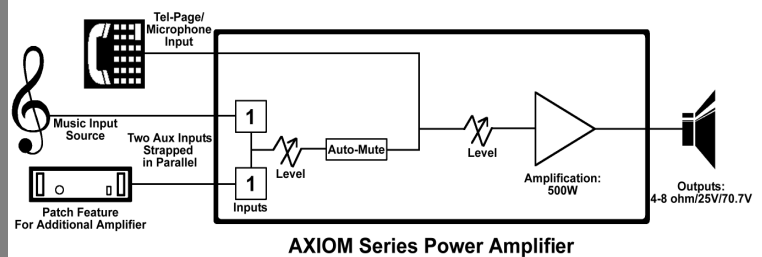 Tel-Page/
Microphone
Input
Music Input
Source
Two Aux Inputs
Strapped
in Parallel
Patch Feature
For Additional Amplifier
1
1
Inputs
Level
Auto-Mute
Level
Amplification:
500W
Outputs:
4-8 ohm/25V/70.7V
AXIOM Series Power Amplifier